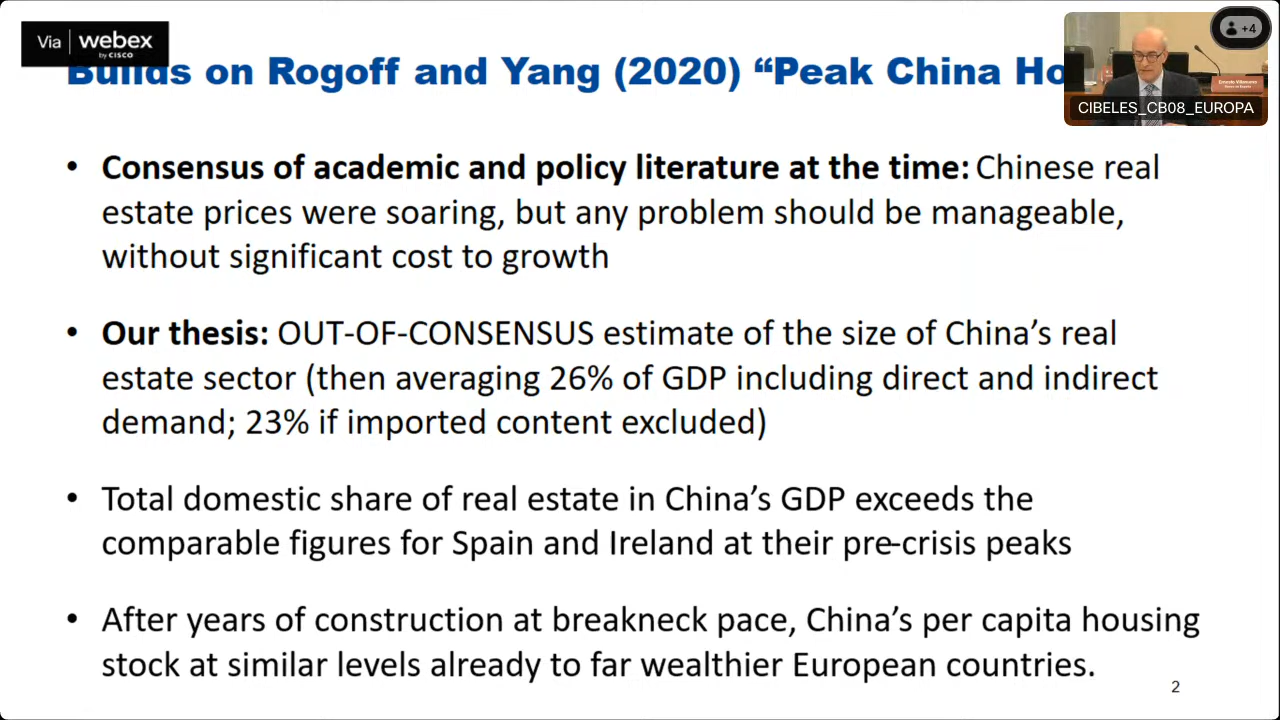 Via webex
by CISCO
Builds on Rogoff and Yang (2020) “Peak China Ho
+4
Ernesto Villanueva
CIBELES_CB08_EUROPA
• Consensus of academic and policy literature at the time: Chinese real
estate prices were soaring, but any problem should be manageable,
without significant cost to growth
• Our thesis: OUT-OF-CONSENSUS estimate of the size of China’s real
estate sector (then averaging 26% of GDP including direct and indirect
demand; 23% if imported content excluded)
• Total domestic share of real estate in China’s GDP exceeds the
comparable figures for Spain and Ireland at their pre-crisis peaks
• After years of construction at breakneck pace, China’s per capita housing
stock at similar levels already to far wealthier European countries.
2